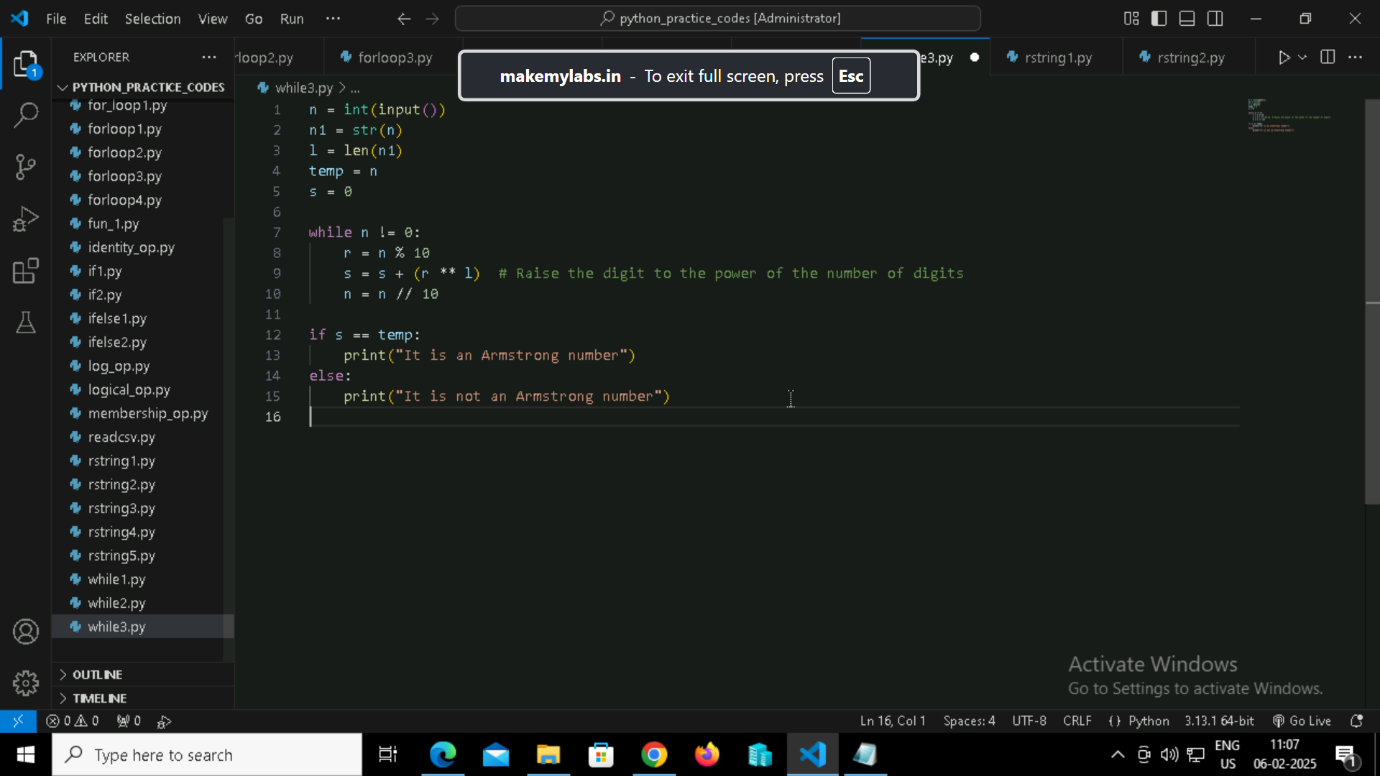 File Edit Selection View Go Run ··· python_practice_codes [Administrator]
EXPLORER ···
rloop2.py forloop3.py e3.py rstring1.py rstring2.py
makemylabs.in - To exit full screen, press Esc
PYTHON_PRACTICE_CODES
while3.py > ...
for_loop1.py
forloop1.py
forloop2.py
forloop3.py
forloop4.py
fun_1.py
identity_op.py
if1.py
if2.py
ifelse1.py
ifelse2.py
log_op.py
logical_op.py
membership_op.py
readcsv.py
rstring1.py
rstring2.py
rstring3.py
rstring4.py
rstring5.py
while1.py
while2.py
while3.py
OUTLINE
TIMELINE
1 n = int(input())
2 n1 = str(n)
3 l = len(n1)
4 temp = n
5 s = 0
6
7 while n != 0:
8 r = n % 10
9 s = s + (r ** l) # Raise the digit to the power of the number of digits
10 n = n // 10
11
12 if s == temp:
13 print("It is an Armstrong number")
14 else:
15 print("It is not an Armstrong number")
16
Activate Windows
Go to Settings to activate Windows.
1
0 0 0 Ln 16, Col 1 Spaces: 4 UTF-8 CRLF {} Python 3.13.1 64-bit Go Live
Type here to search
ENG
US
11:07
06-02-2025
1